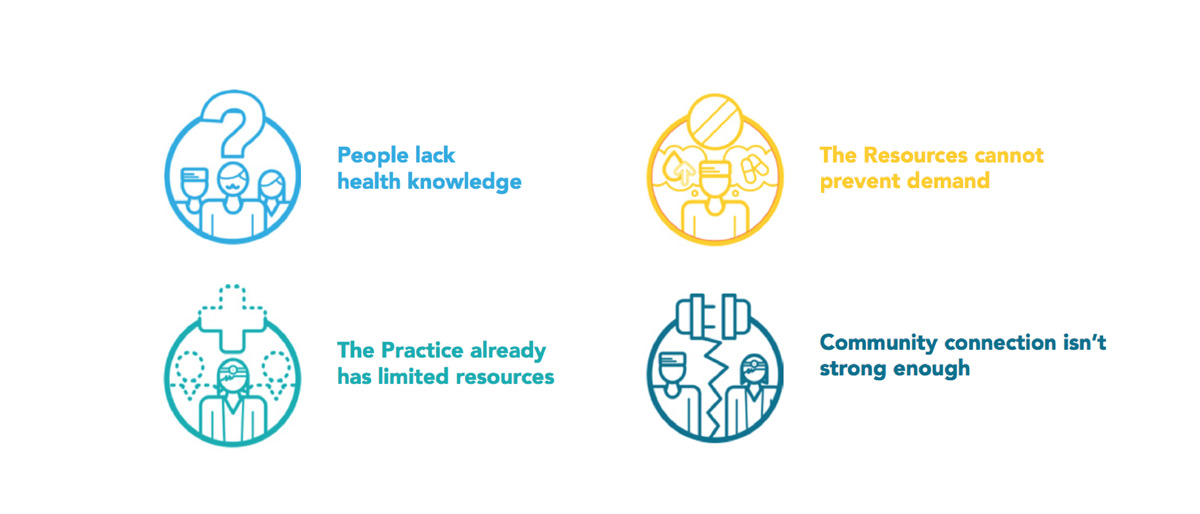 People lack
health knowledge
The Resources cannot
prevent demand
The Practice already
has limited resources
Community connection isn’t
strong enough